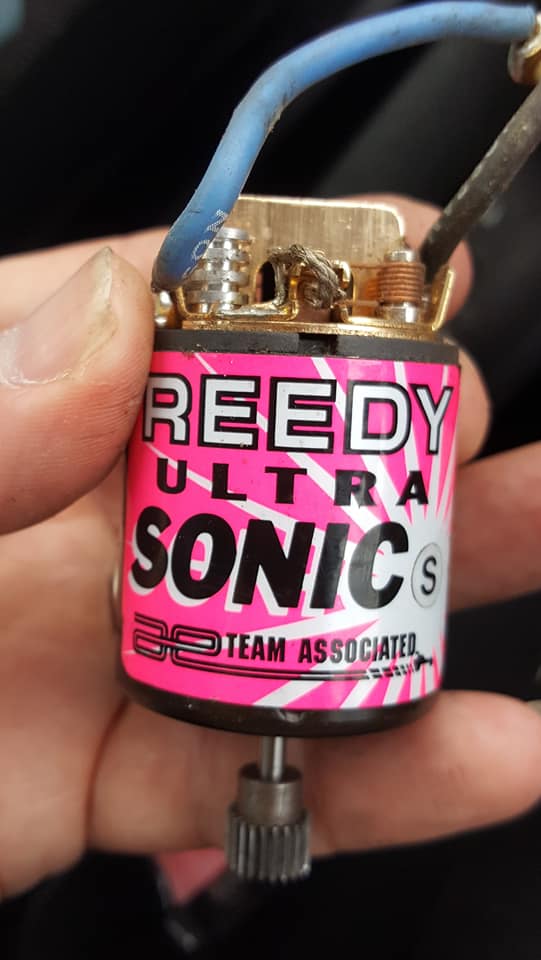 REEDY
ULTRA
SONIC S
TEAM ASSOCIATED